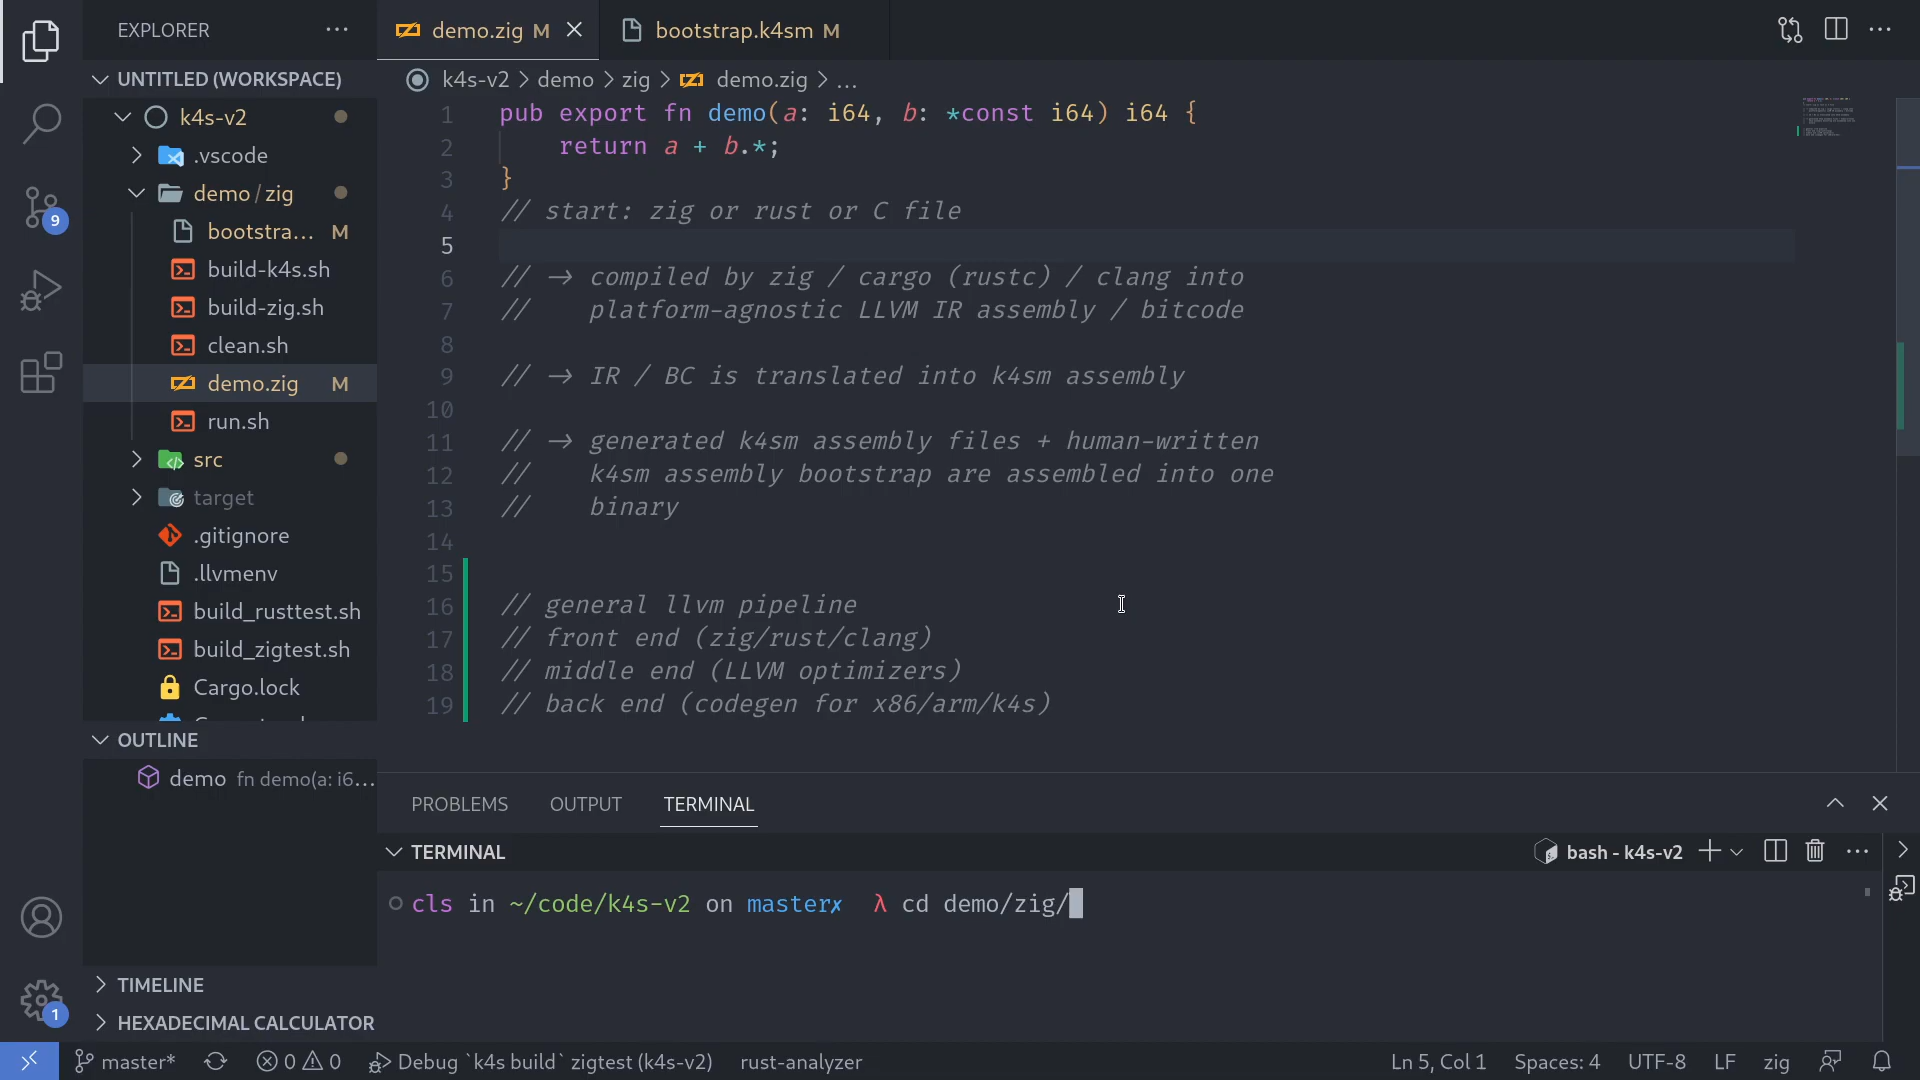 EXPLORER
UNTITLED (WORKSPACE)
k4s-v2
.vscode
demo / zig
bootstra... M
build-k4s.sh
build-zig.sh
clean.sh
demo.zig M
run.sh
src
target
.gitignore
.llvmenv
build_rusttest.sh
build_zigtest.sh
Cargo.lock
OUTLINE
demo fn demo(a: i6...
TIMELINE
HEXADECIMAL CALCULATOR
9
1
demo.zig M
bootstrap.k4sm M
k4s-v2 > demo > zig > demo.zig > ...
1 pub export fn demo(a: i64, b: *const i64) i64 {
2 return a + b.*;
3 }
4 // start: zig or rust or C file
5
6 // → compiled by zig / cargo (rustc) / clang into
7 // platform-agnostic LLVM IR assembly / bitcode
8
9 // → IR / BC is translated into k4sm assembly
10
11 // → generated k4sm assembly files + human-written
12 // k4sm assembly bootstrap are assembled into one
13 // binary
14
15
16 // general llvm pipeline
17 // front end (zig/rust/clang)
18 // middle end (LLVM optimizers)
19 // back end (codegen for x86/arm/k4s)
PROBLEMS OUTPUT TERMINAL
TERMINAL
bash - k4s-v2
cls in ~/code/k4s-v2 on master✗ λ cd demo/zig/
master* 0 0 Debug `k4s build` zigtest (k4s-v2) rust-analyzer
Ln 5, Col 1 Spaces: 4 UTF-8 LF zig